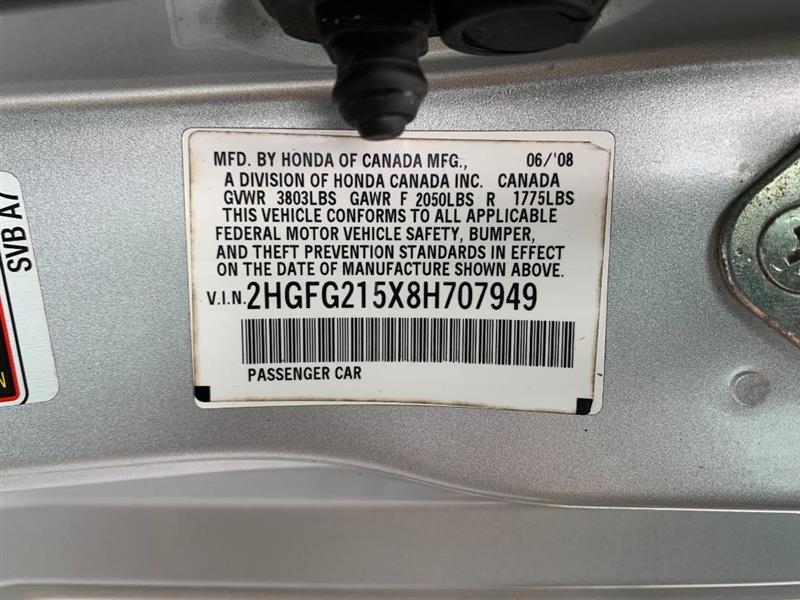 MFD. BY HONDA OF CANADA MFG., 06/'08
A DIVISION OF HONDA CANADA INC. CANADA
GVWR 3803LBS GAWR F 2050LBS R 1775LBS
THIS VEHICLE CONFORMS TO ALL APPLICABLE
FEDERAL MOTOR VEHICLE SAFETY, BUMPER,
AND THEFT PREVENTION STANDARDS IN EFFECT
ON THE DATE OF MANUFACTURE SHOWN ABOVE.
V.I.N. 2HGFG215X8H707949
PASSENGER CAR
SVB A7